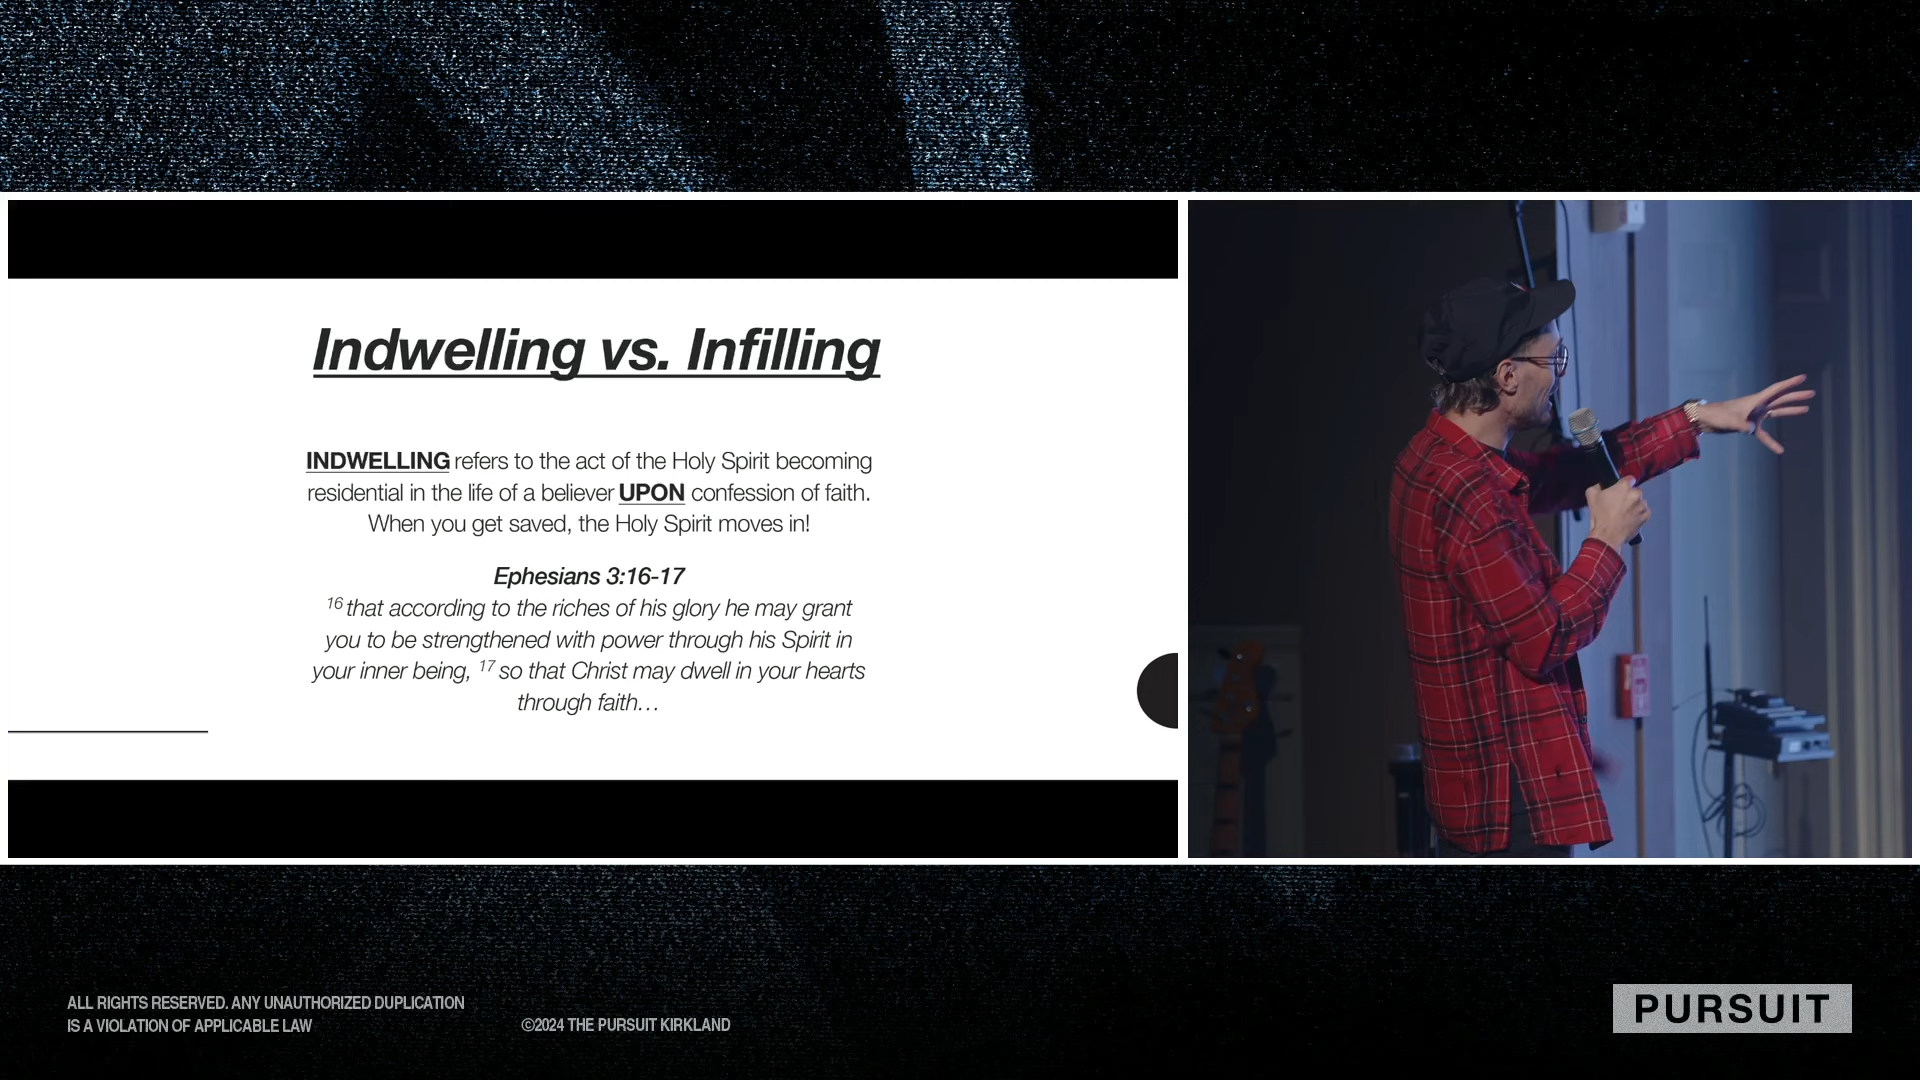 Indwelling vs. Infilling
INDWELLING refers to the act of the Holy Spirit becoming
residential in the life of a believer UPON confession of faith.
When you get saved, the Holy Spirit moves in!
Ephesians 3:16-17
16 that according to the riches of his glory he may grant
you to be strengthened with power through his Spirit in
your inner being, 17 so that Christ may dwell in your hearts
through faith…
ALL RIGHTS RESERVED. ANY UNAUTHORIZED DUPLICATION
IS A VIOLATION OF APPLICABLE LAW
©2024 THE PURSUIT KIRKLAND
PURSUIT